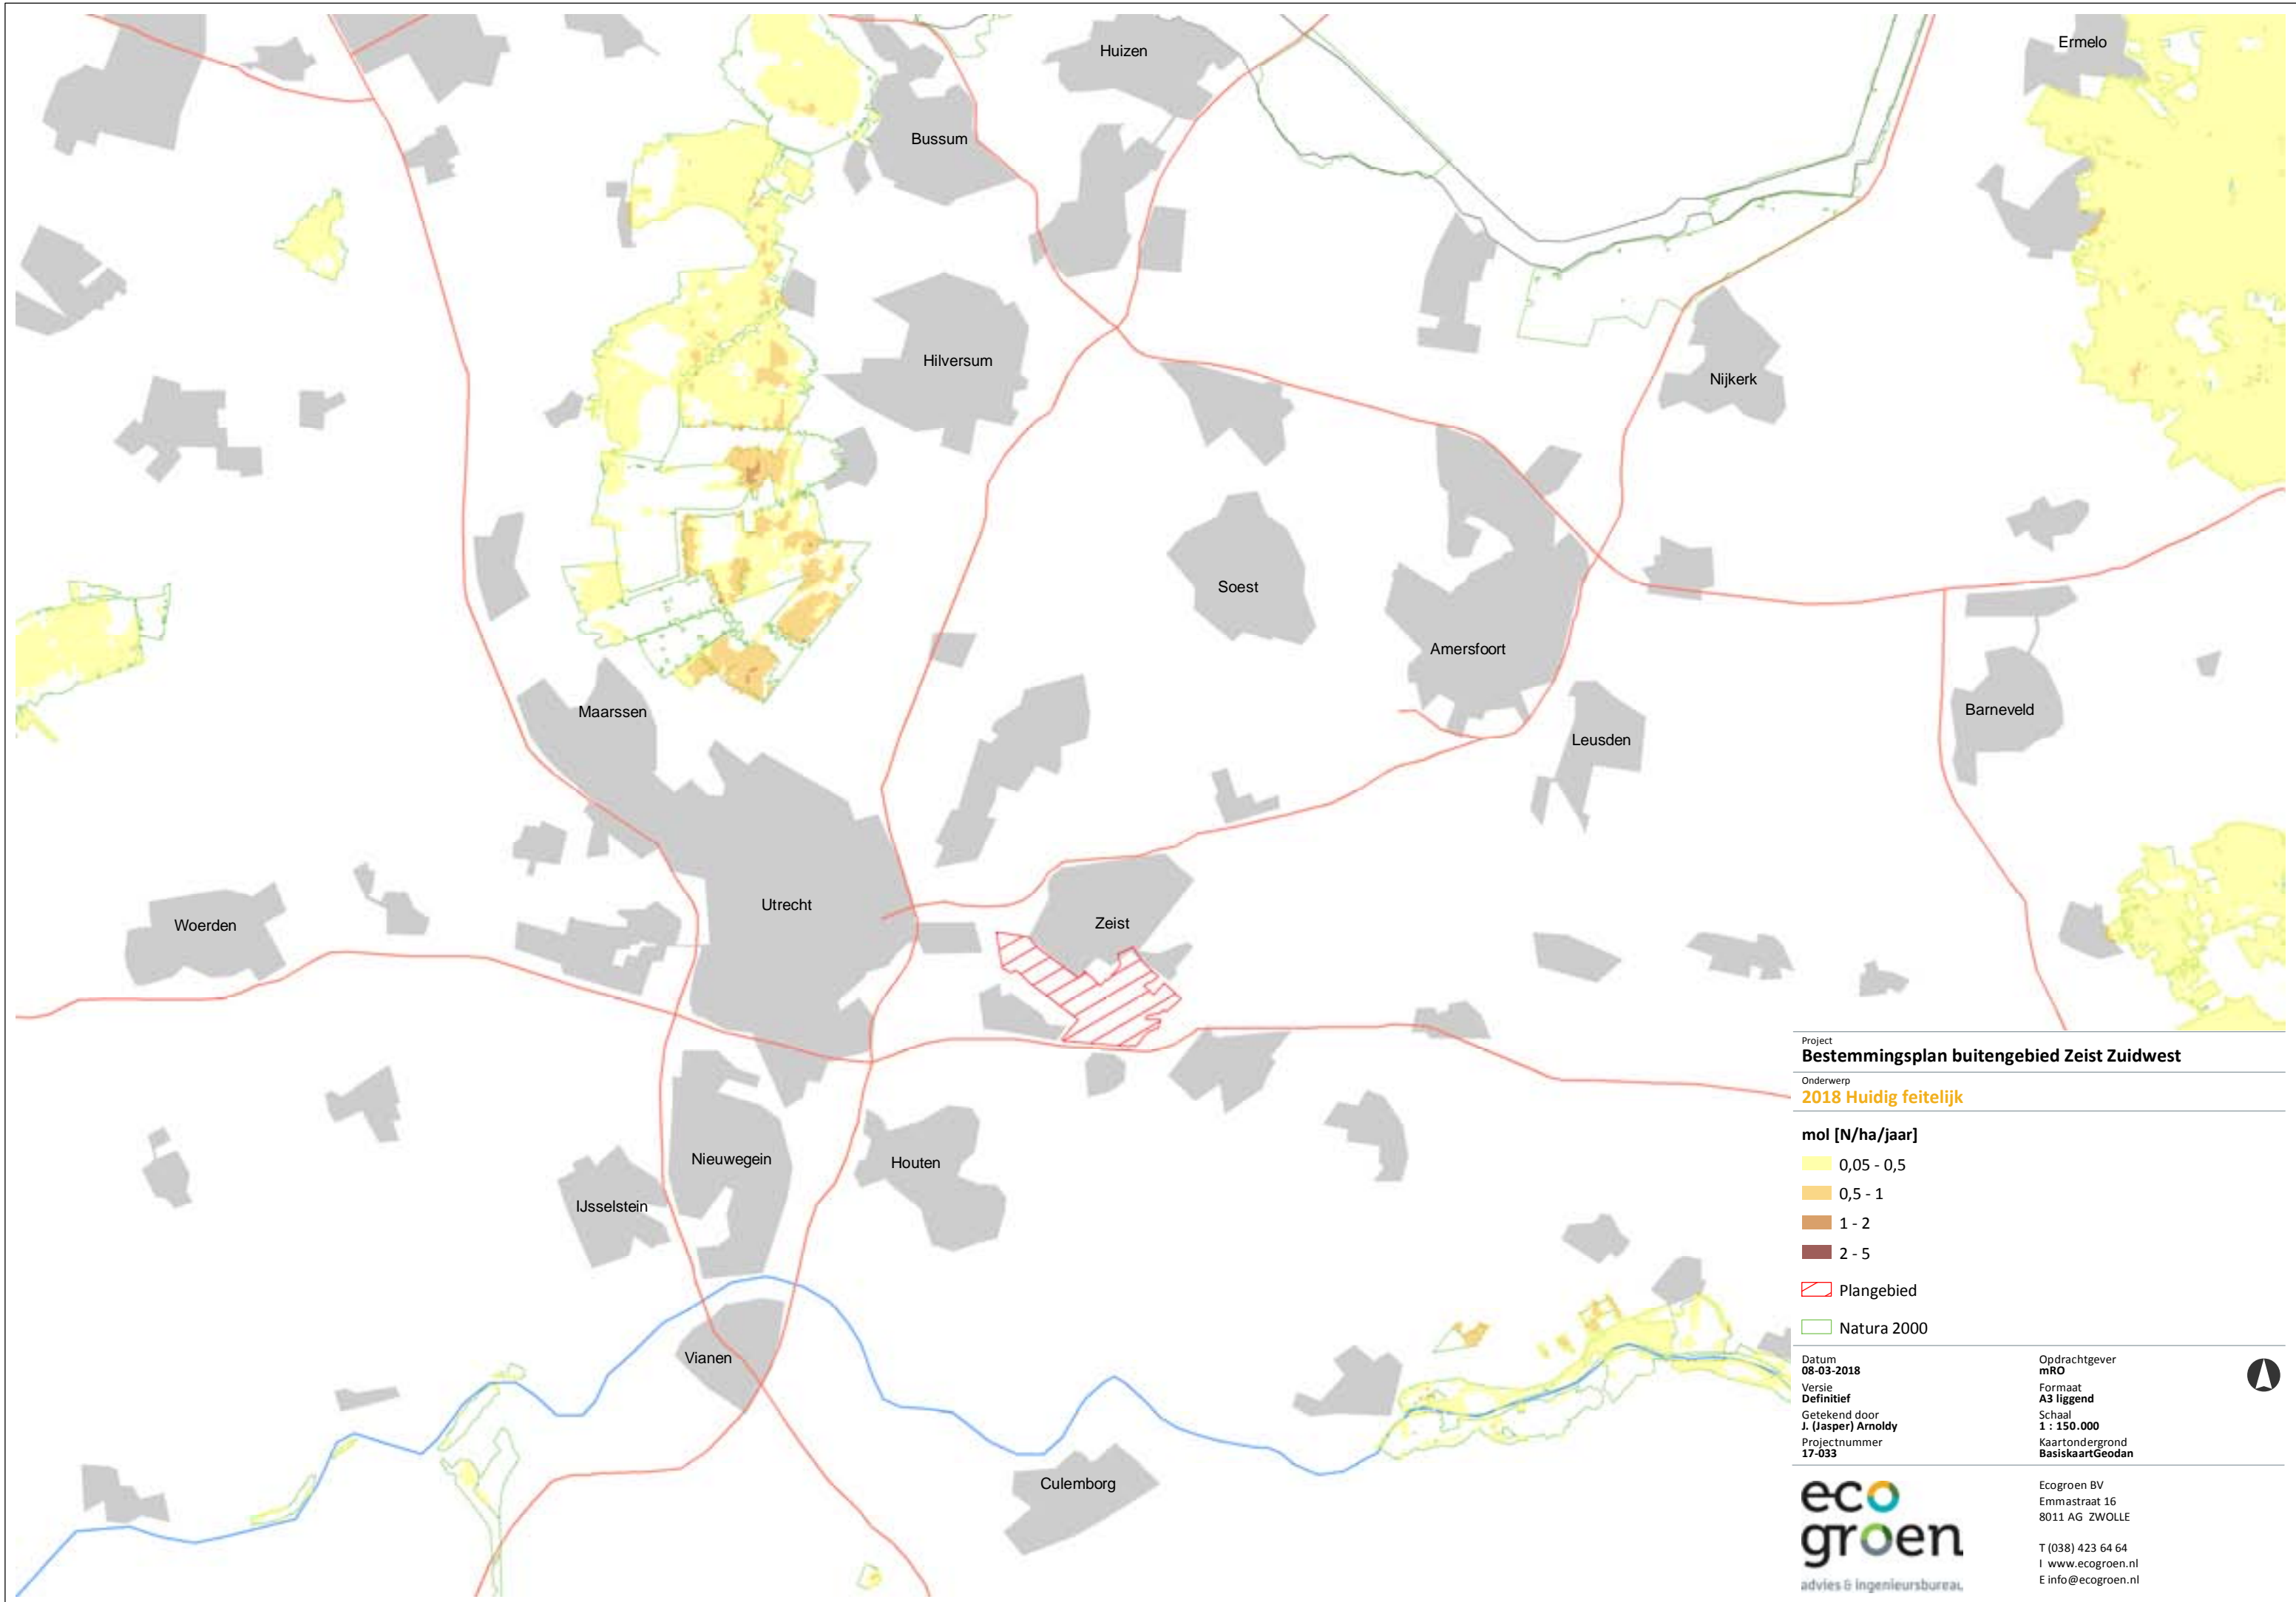 Huizen
Ermelo
Bussum
Hilversum
Nijkerk
Soest
Amersfoort
Maarssen
Barneveld
Leusden
Utrecht
Woerden
Zeist
Nieuwegein
Houten
IJsselstein
Vianen
Culemborg
Project
Bestemmingsplan buitengebied Zeist Zuidwest
Onderwerp
2018 Huidig feitelijk
mol [N/ha/jaar]
0,05 - 0,5
0,5 - 1
1 - 2
2 - 5
Plangebied
Natura 2000
Datum
08-03-2018
Versie
Definitief
Getekend door
J. (Jasper) Arnoldy
Projectnummer
17-033
Opdrachtgever
mRO
Formaat
A3 liggend
Schaal
1 : 150.000
Kaartondergrond
BasiskaartGeodan
eco
groen
advies & ingenieursbureau
Ecogroen BV
Emmastraat 16
8011 AG ZWOLLE
T (038) 423 64 64
I www.ecogroen.nl
E info@ecogroen.nl